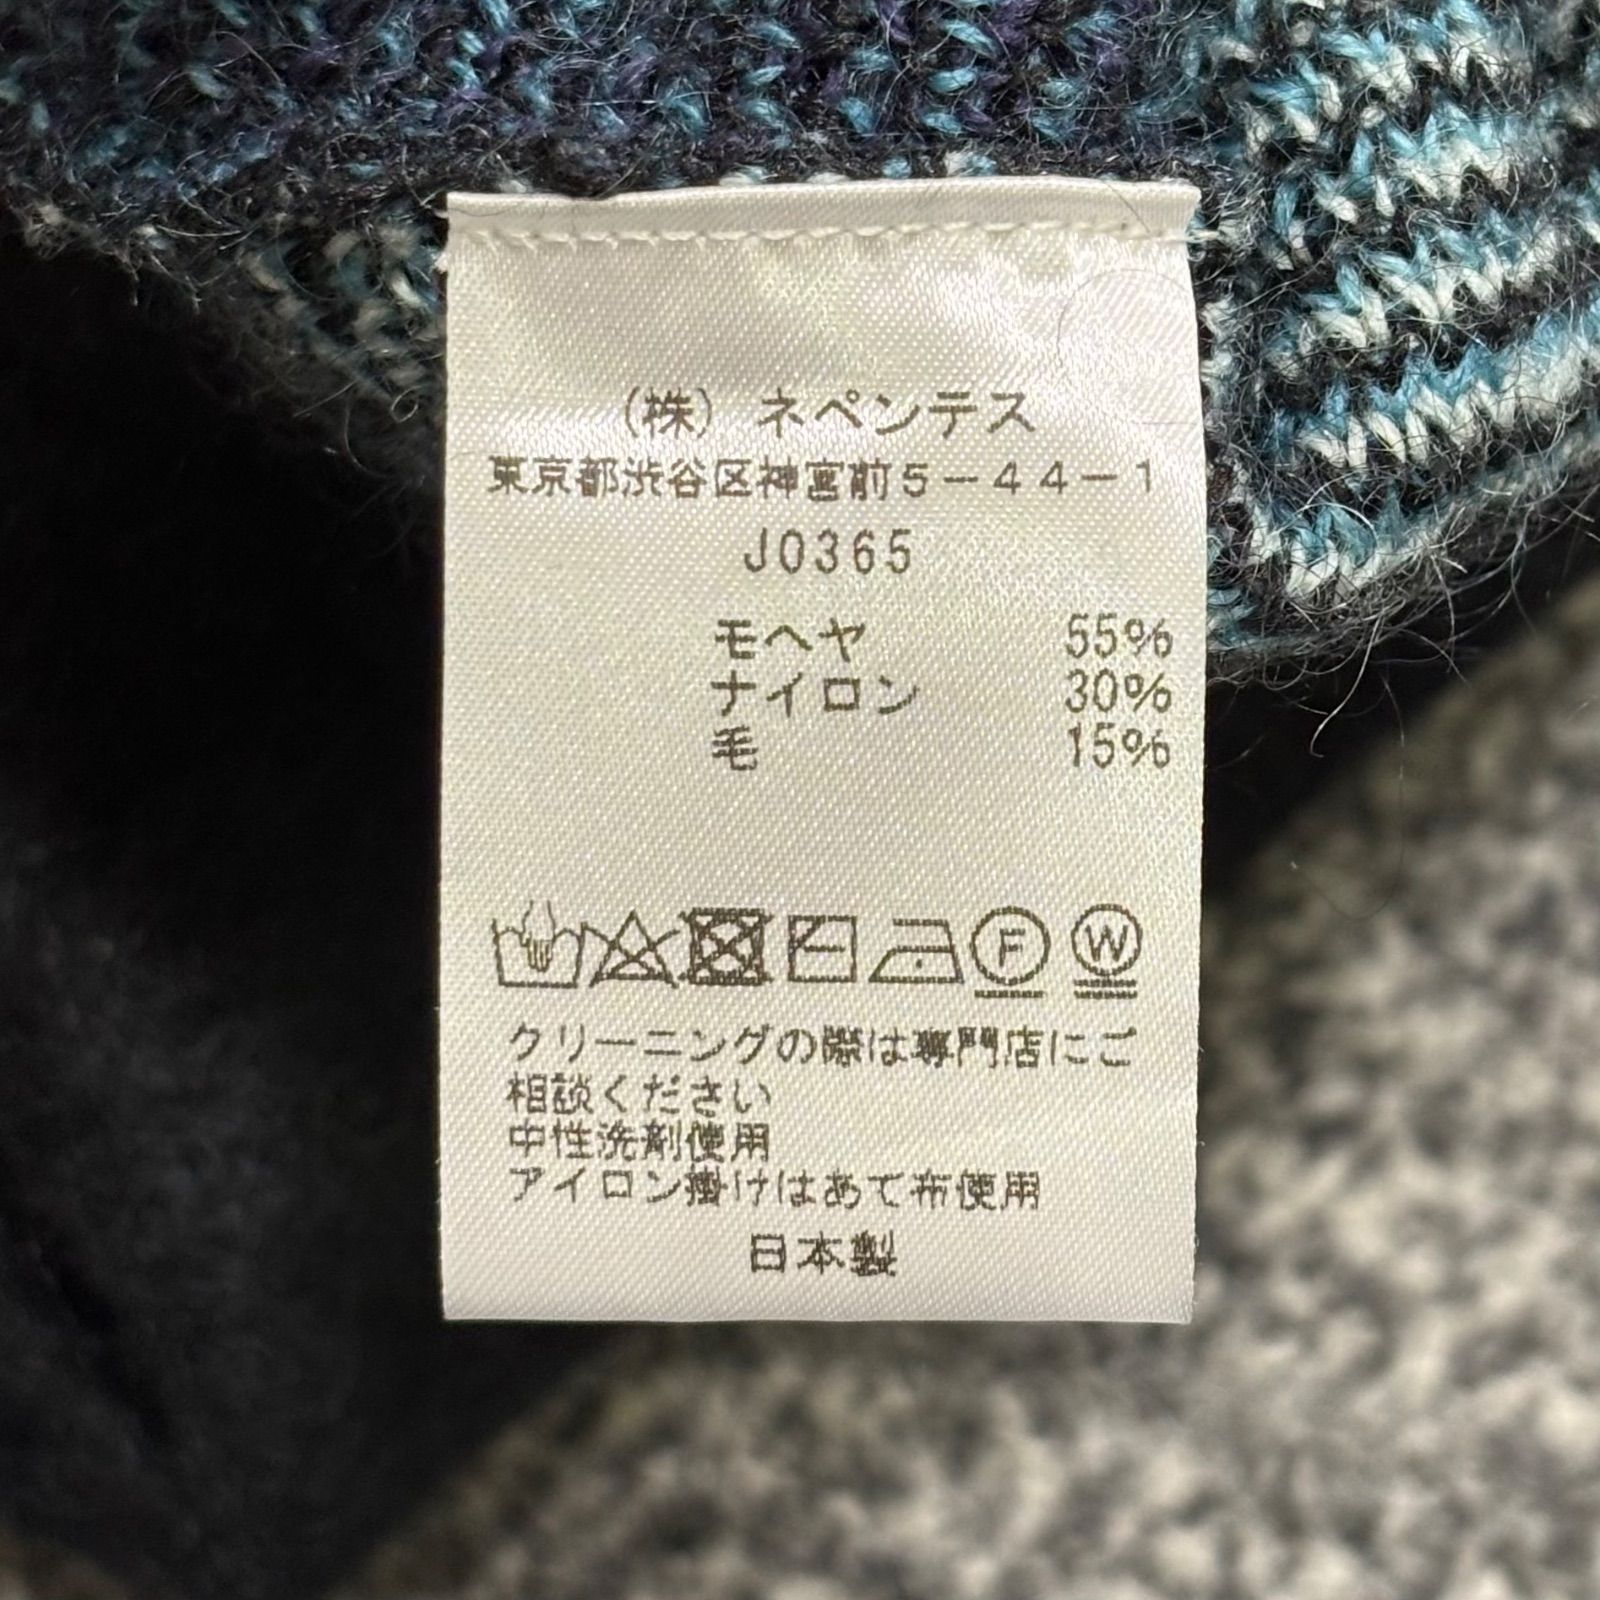 (株) ネペンテス
東京都渋谷区神宮前5-44-1
J0365
モヘヤ 55%
ナイロン 30%
毛 15%
F W
クリーニングの際は専門店にご
相談ください
中性洗剤使用
アイロン掛けはあて布使用
日本製